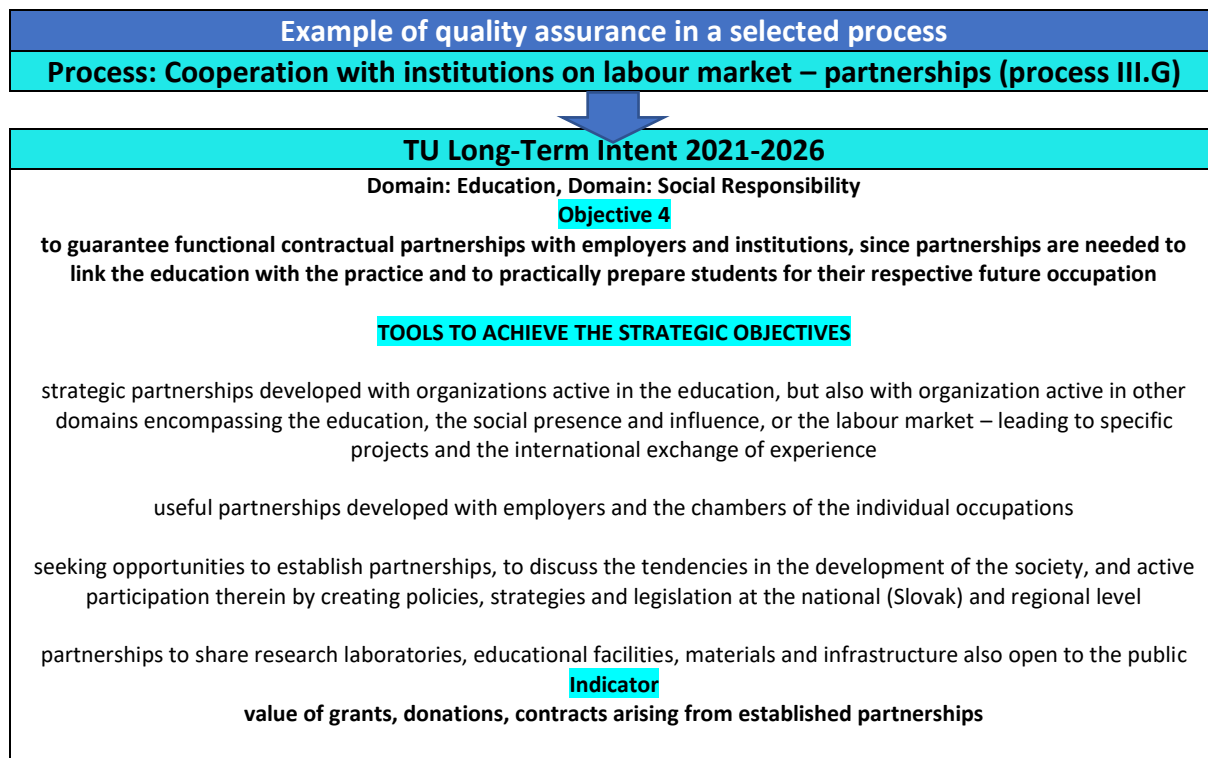 Example of quality assurance in a selected process
Process: Cooperation with institutions on labour market – partnerships (process III.G)
TU Long-Term Intent 2021-2026
Domain: Education, Domain: Social Responsibility
Objective 4
to guarantee functional contractual partnerships with employers and institutions, since partnerships are needed to
link the education with the practice and to practically prepare students for their respective future occupation
TOOLS TO ACHIEVE THE STRATEGIC OBJECTIVES
strategic partnerships developed with organizations active in the education, but also with organization active in other
domains encompassing the education, the social presence and influence, or the labour market – leading to specific
projects and the international exchange of experience
useful partnerships developed with employers and the chambers of the individual occupations
seeking opportunities to establish partnerships, to discuss the tendencies in the development of the society, and active
participation therein by creating policies, strategies and legislation at the national (Slovak) and regional level
partnerships to share research laboratories, educational facilities, materials and infrastructure also open to the public
Indicator
value of grants, donations, contracts arising from established partnerships